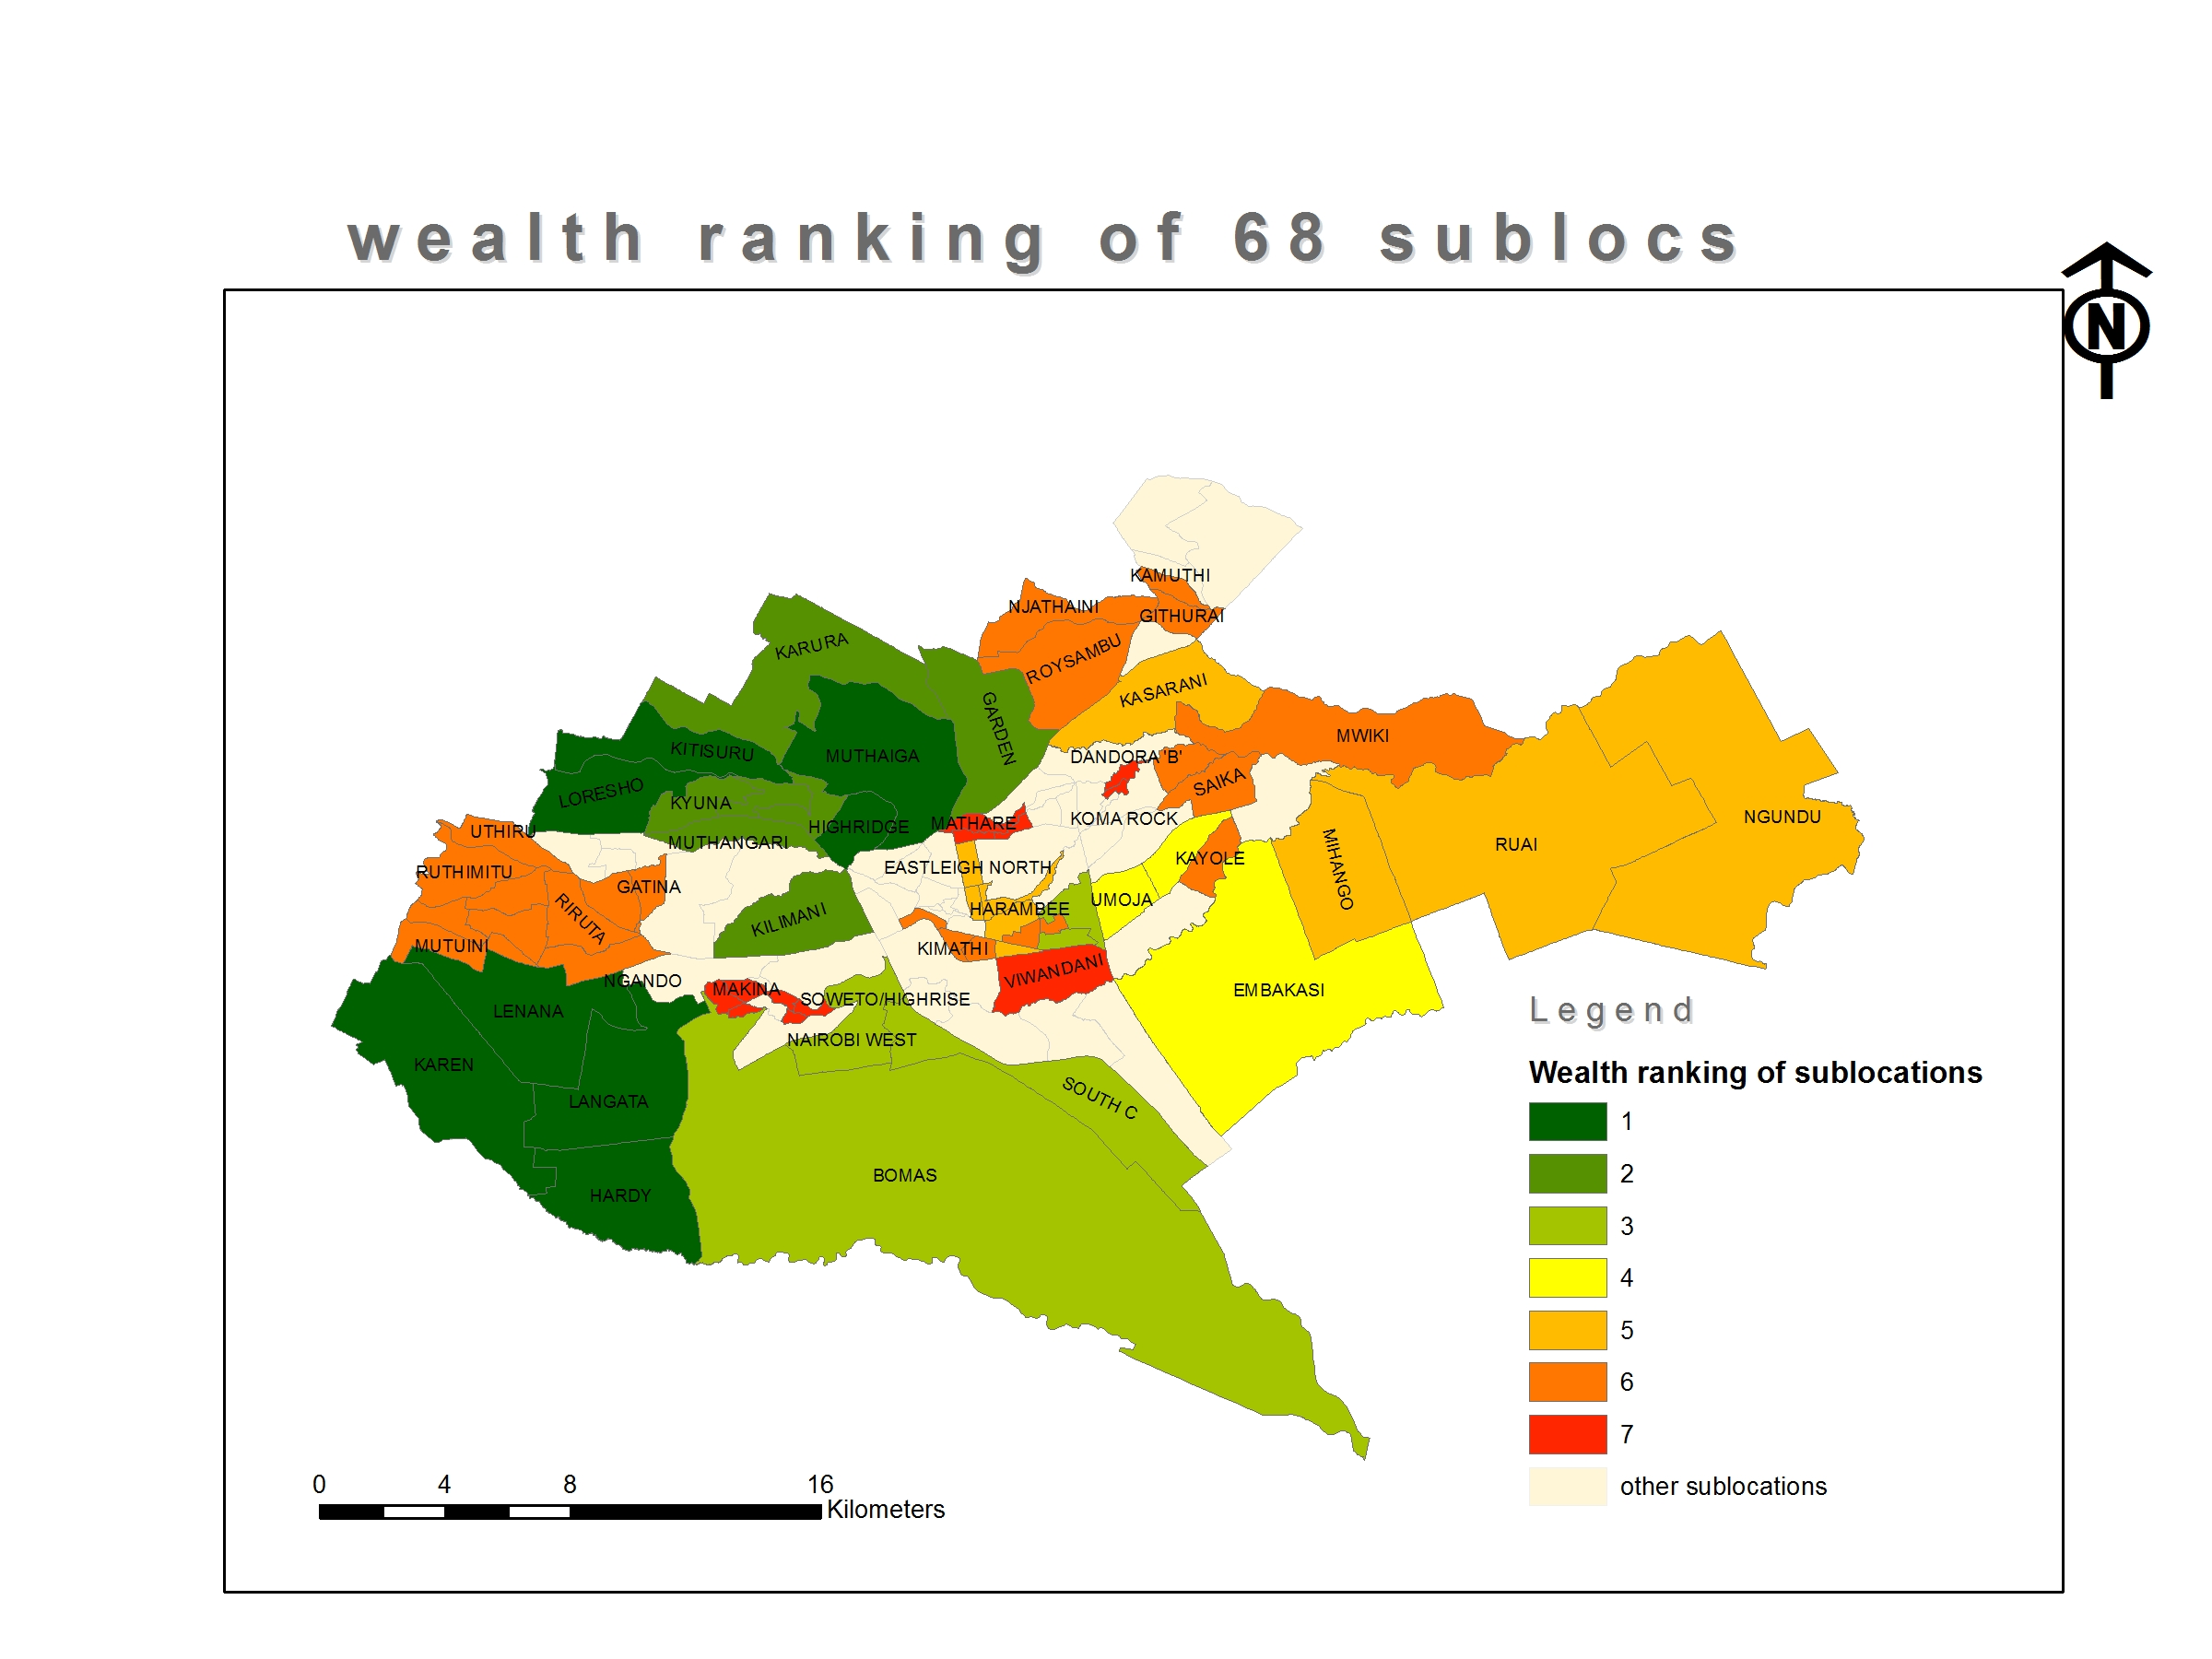 wealth ranking of 68 sublocs
N
KAMUTHI
NJATHAINI
GITHURAI
KARURA
ROYSAMBU
KASARANI
GARDEN
KITISURU
MUTHAIGA
MWIKI
DANDORA 'B'
SAIKA
LORESHO
KYUNA
HIGHRIDGE
MATHARE
KOMA ROCK
NGUNDU
UTHIRU
MUTHANGARI
RUAI
EASTLEIGH NORTH
KAYOLE
MIHANGO
RUTHIMITU
GATINA
UMOJA
HARAMBEE
RIRUTA
KILIMANI
MUTUINI
KIMATHI
VIWANDANI
NGANDO
MAKINA
SOWETO/HIGHRISE
EMBAKASI
LENANA
NAIROBI WEST
KAREN
LANGATA
SOUTH C
BOMAS
HARDY
Legend
Wealth ranking of sublocations
1
2
3
4
5
6
7
other sublocations
0 4 8 16
Kilometers